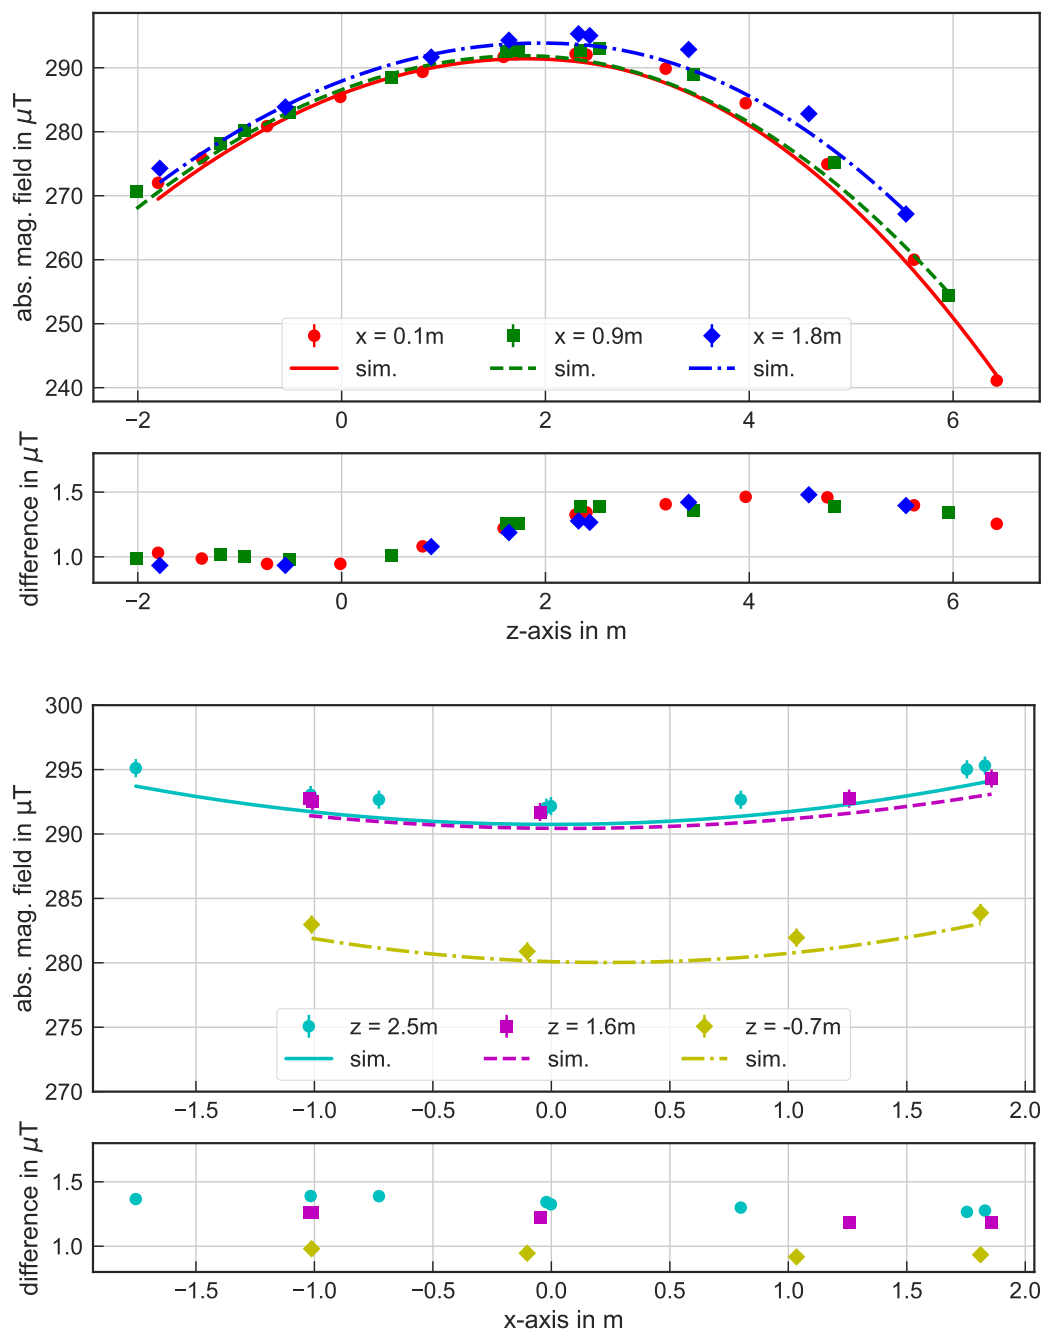 abs. mag. field in μT
290
280
270
260
250
240
x = 0.1m x = 0.9m x = 1.8m
sim. sim. sim.
−2 0 2 4 6
difference in μT
1.5
1.0
−2 0 2 4 6
z-axis in m
abs. mag. field in μT
300
295
290
285
280
275
270
z = 2.5m z = 1.6m z = -0.7m
sim. sim. sim.
−1.5 −1.0 −0.5 0.0 0.5 1.0 1.5 2.0
difference in μT
1.5
1.0
−1.5 −1.0 −0.5 0.0 0.5 1.0 1.5 2.0
x-axis in m